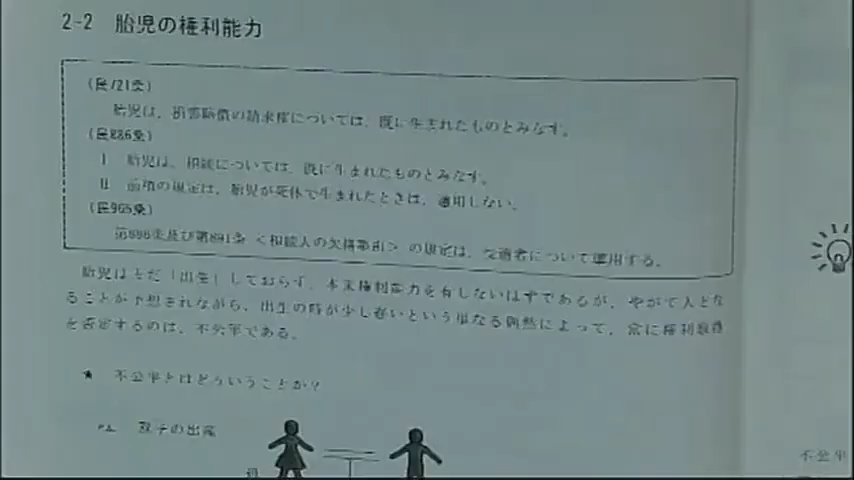 2-2 胎児の権利能力
(民721条)
胎児は、損害賠償の請求権については、既に生まれたものとみなす。
(民886条)
I 胎児は、相続については、既に生まれたものとみなす。
II 前項の規定は、胎児が死体で生まれたときは、適用しない。
(民965条)
第886条及び第891条＜相続人の欠格事由＞の規定は、受遺者について準用する。
胎児はまだ「出生」しておらず、本来権利能力を有しないはずであるが、やがて人とな
ることが予想されながら、出生の時が少し遅いという単なる偶然によって、常に権利取得
を否定するのは、不公平である。
★ 不公平とはどういうことか？
ex. 双子の出産
不公平